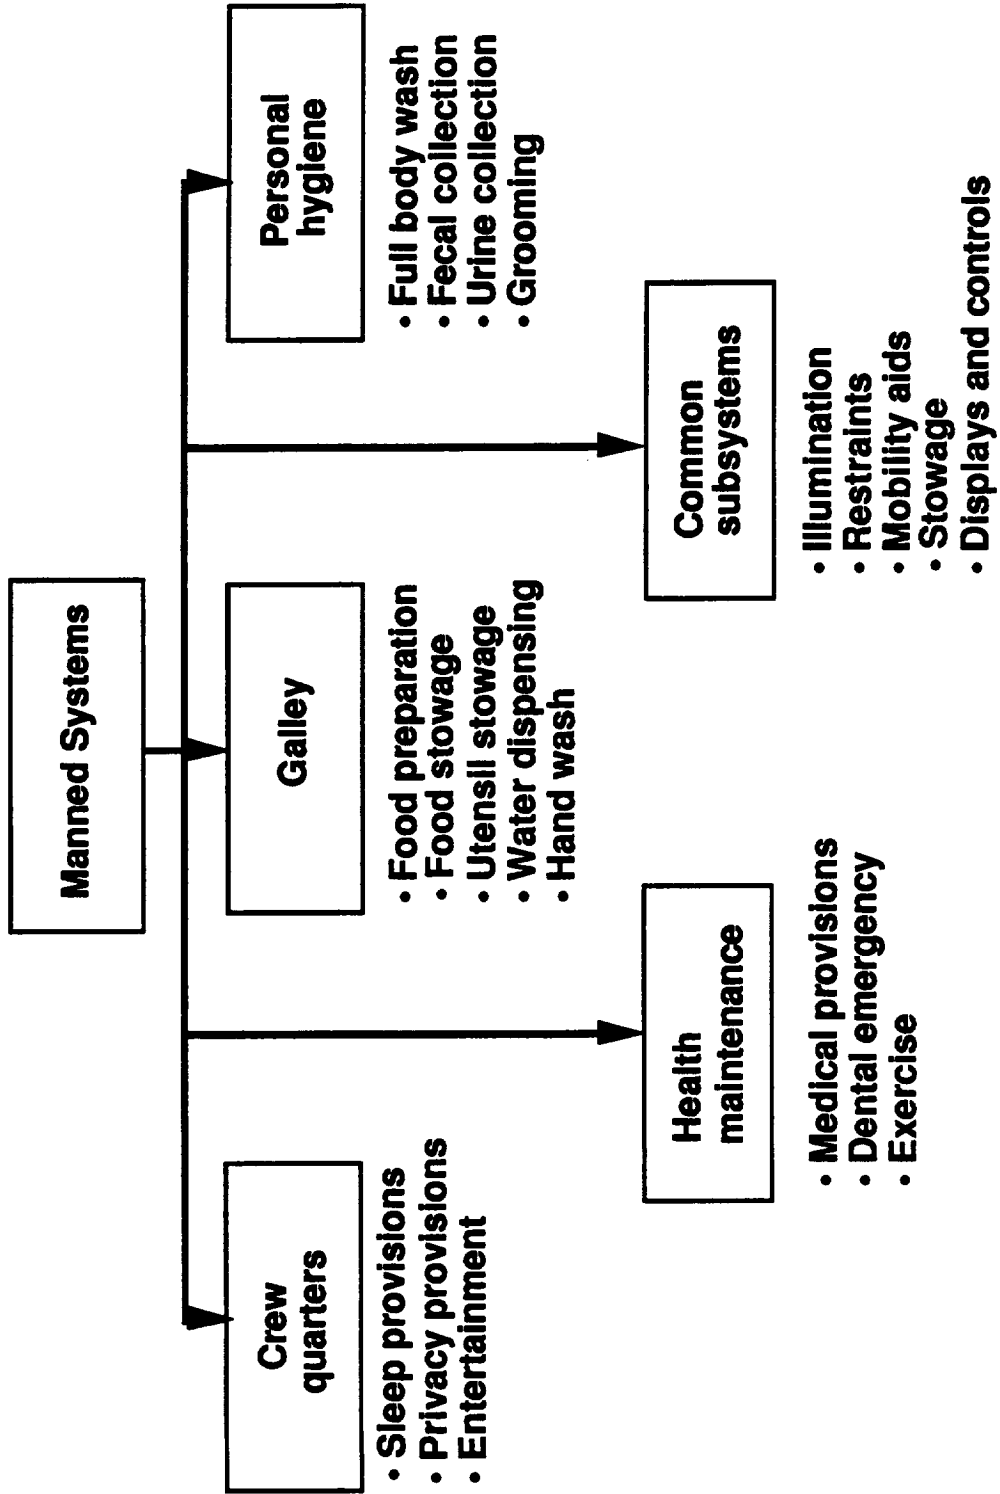 Manned Systems
Crew
quarters
• Sleep provisions
• Privacy provisions
• Entertainment
Galley
• Food preparation
• Food stowage
• Utensil stowage
• Water dispensing
• Hand wash
Personal
hygiene
• Full body wash
• Fecal collection
• Urine collection
• Grooming
Health
maintenance
• Medical provisions
• Dental emergency
• Exercise
Common
subsystems
• Illumination
• Restraints
• Mobility aids
• Stowage
• Displays and controls